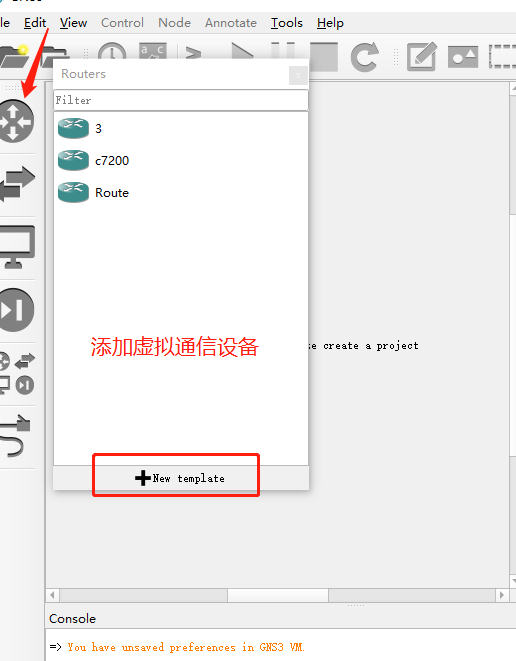 Edit View Control Node Annotate Tools Help
Routers
Filter
3
c7200
Route
添加虚拟通信设备
create a project
New template
Console
=> You have unsaved preferences in GNS3 VM.